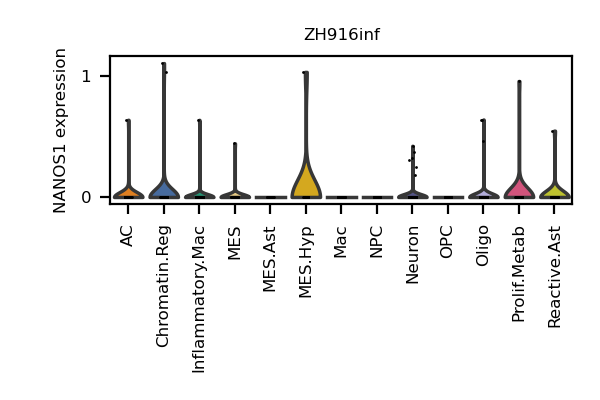 ZH916inf
NANOS1 expression
1
0
AC
Chromatin.Reg
Inflammatory.Mac
MES
MES.Ast
MES.Hyp
Mac
NPC
Neuron
OPC
Oligo
Prolif.Metab
Reactive.Ast